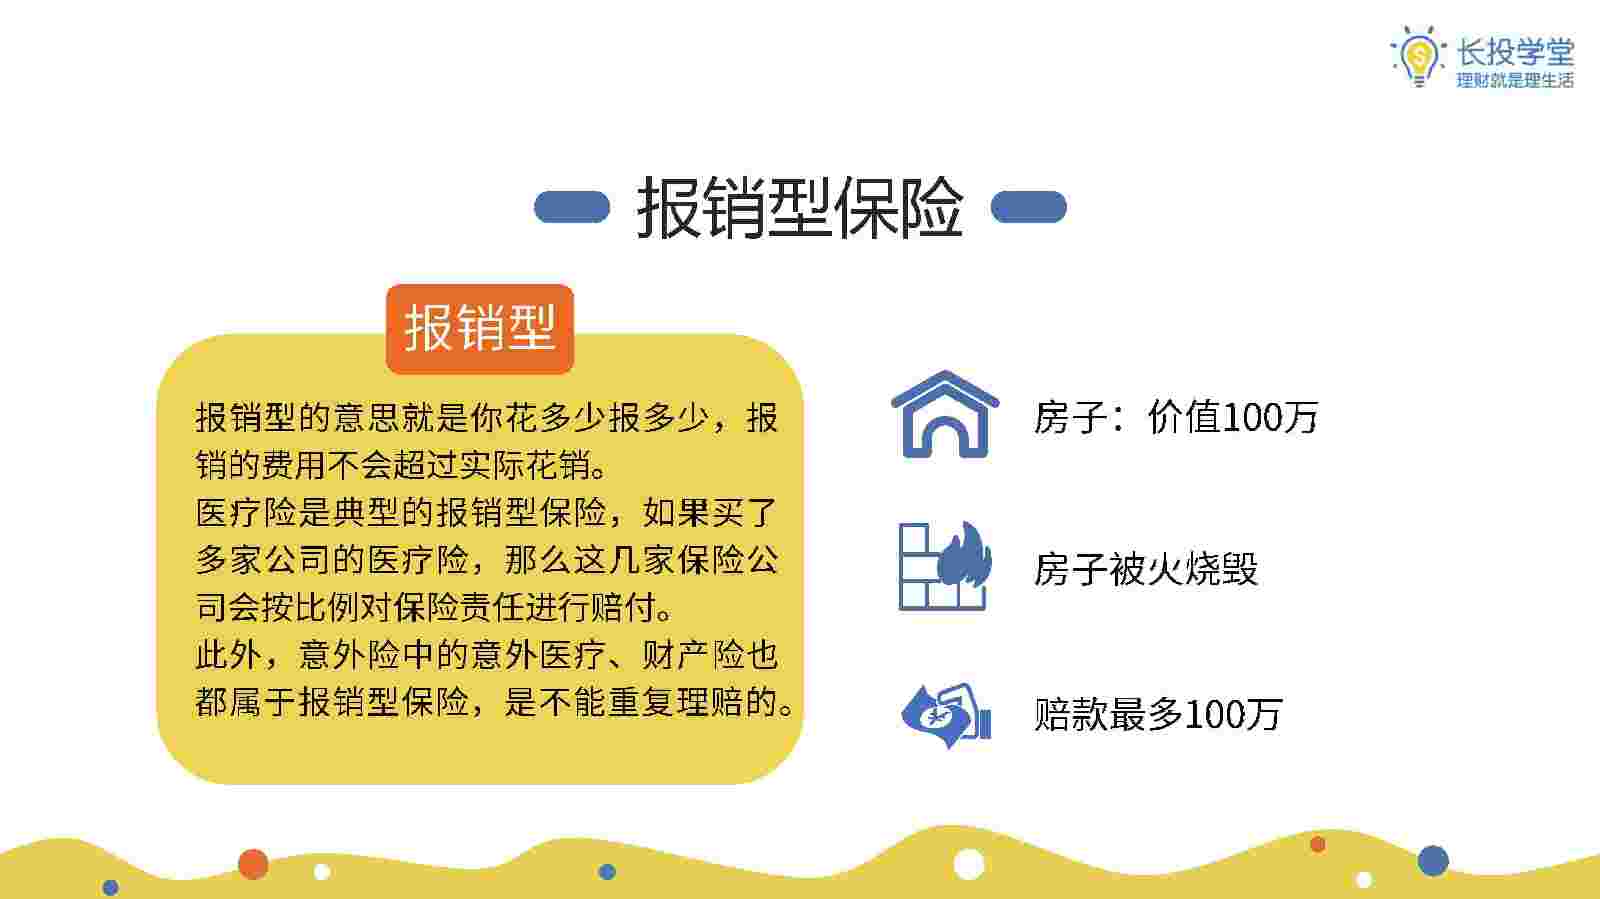 长投学堂
理财就是理生活
报销型保险
报销型
报销型的意思就是你花多少报多少，报
销的费用不会超过实际花销。
医疗险是典型的报销型保险，如果买了
多家公司的医疗险，那么这几家保险公
司会按比例对保险责任进行赔付。
此外，意外险中的意外医疗、财产险也
都属于报销型保险，是不能重复理赔的。
房子：价值100万
房子被火烧毁
赔款最多100万